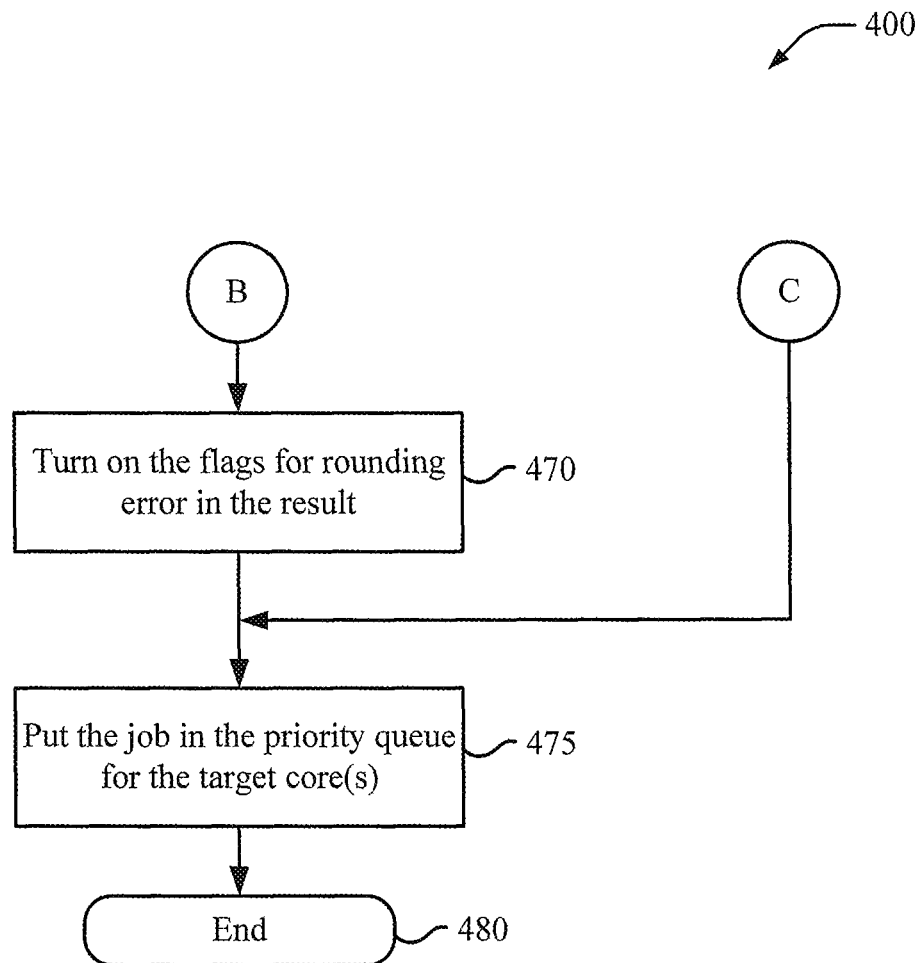 400
B
C
Turn on the flags for rounding
error in the result
470
Put the job in the priority queue
for the target core(s)
475
End
480